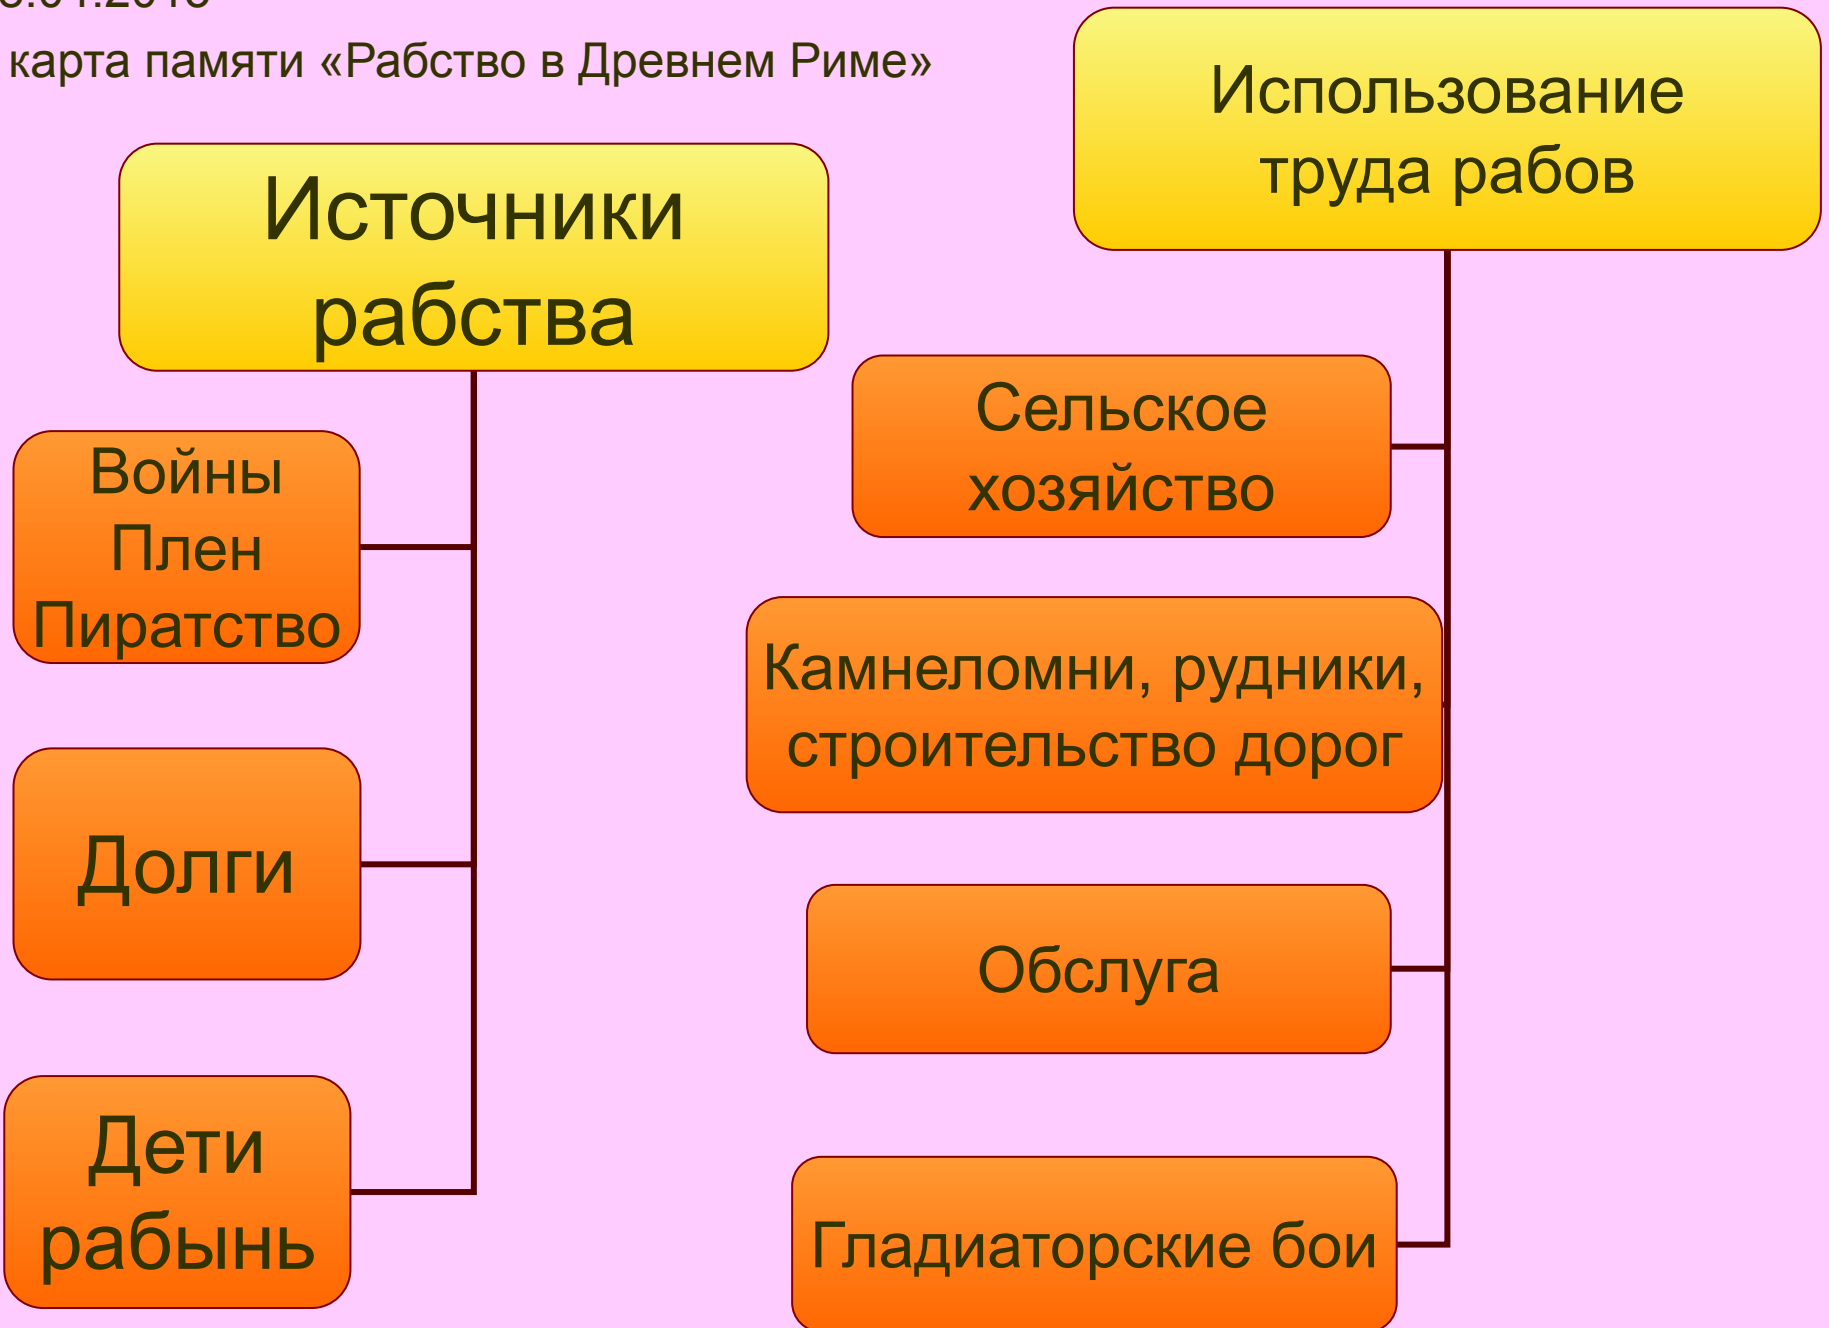 карта памяти «Рабство в Древнем Риме»
Источники
рабства
Войны
Плен
Пиратство
Долги
Дети
рабынь
Использование
труда рабов
Сельское
хозяйство
Камнеломни, рудники,
строительство дорог
Обслуга
Гладиаторские бои